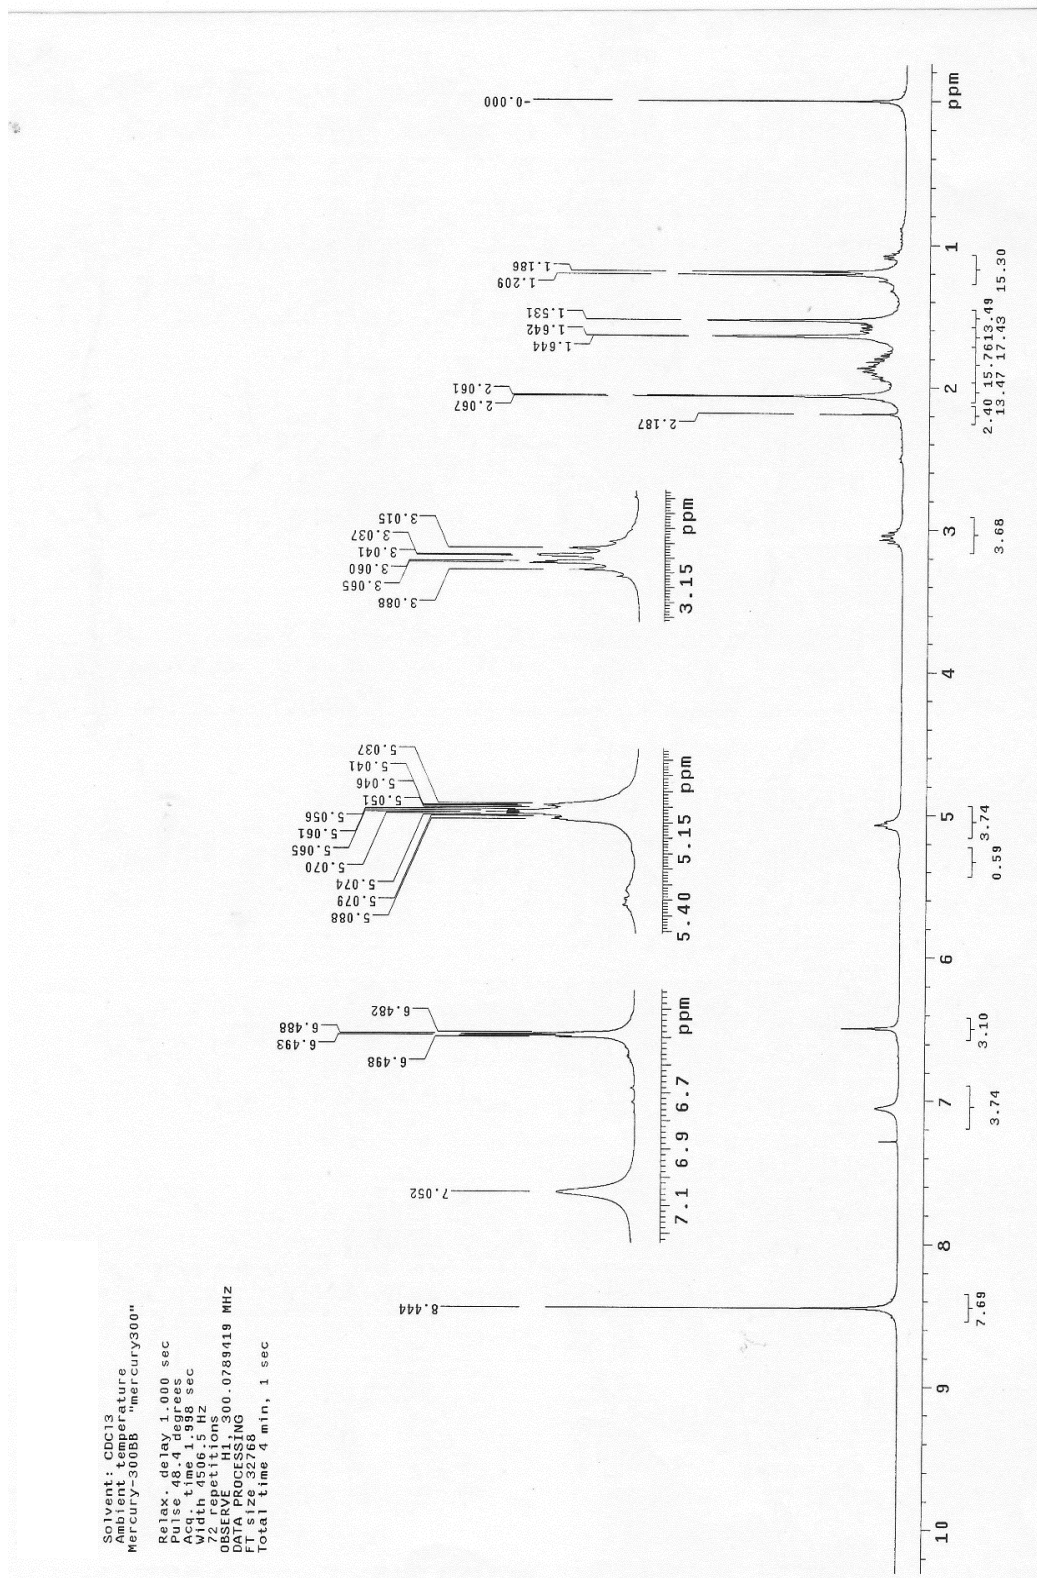 Solvent: CDCl3
Ambient temperature
Mercury-300BB "mercury300"
Relax. delay 1.000 sec
Pulse 48.4 degrees
Acq. time 1.998 sec
Width 4506.5 Hz
72 repetitions
OBSERVE H1, 300.0789419 MHz
DATA PROCESSING
FT size 32768
Total time 4 min, 1 sec
8.444
7.052
6.498
6.493
6.488
6.482
5.088
5.079
5.074
5.070
5.065
5.061
5.056
5.051
5.046
5.041
5.037
3.088
3.065
3.060
3.041
3.037
3.015
2.187
2.067
2.061
1.644
1.642
1.531
1.209
1.186
-0.000
7.1 6.9 6.7 ppm
5.40 5.15 ppm
3.15 ppm
10 9 8 7 6 5 4 3 2 1 ppm
7.69
3.74
3.10
0.59
3.74
3.68
2.40 15.76 13.49
13.47 17.43
15.30